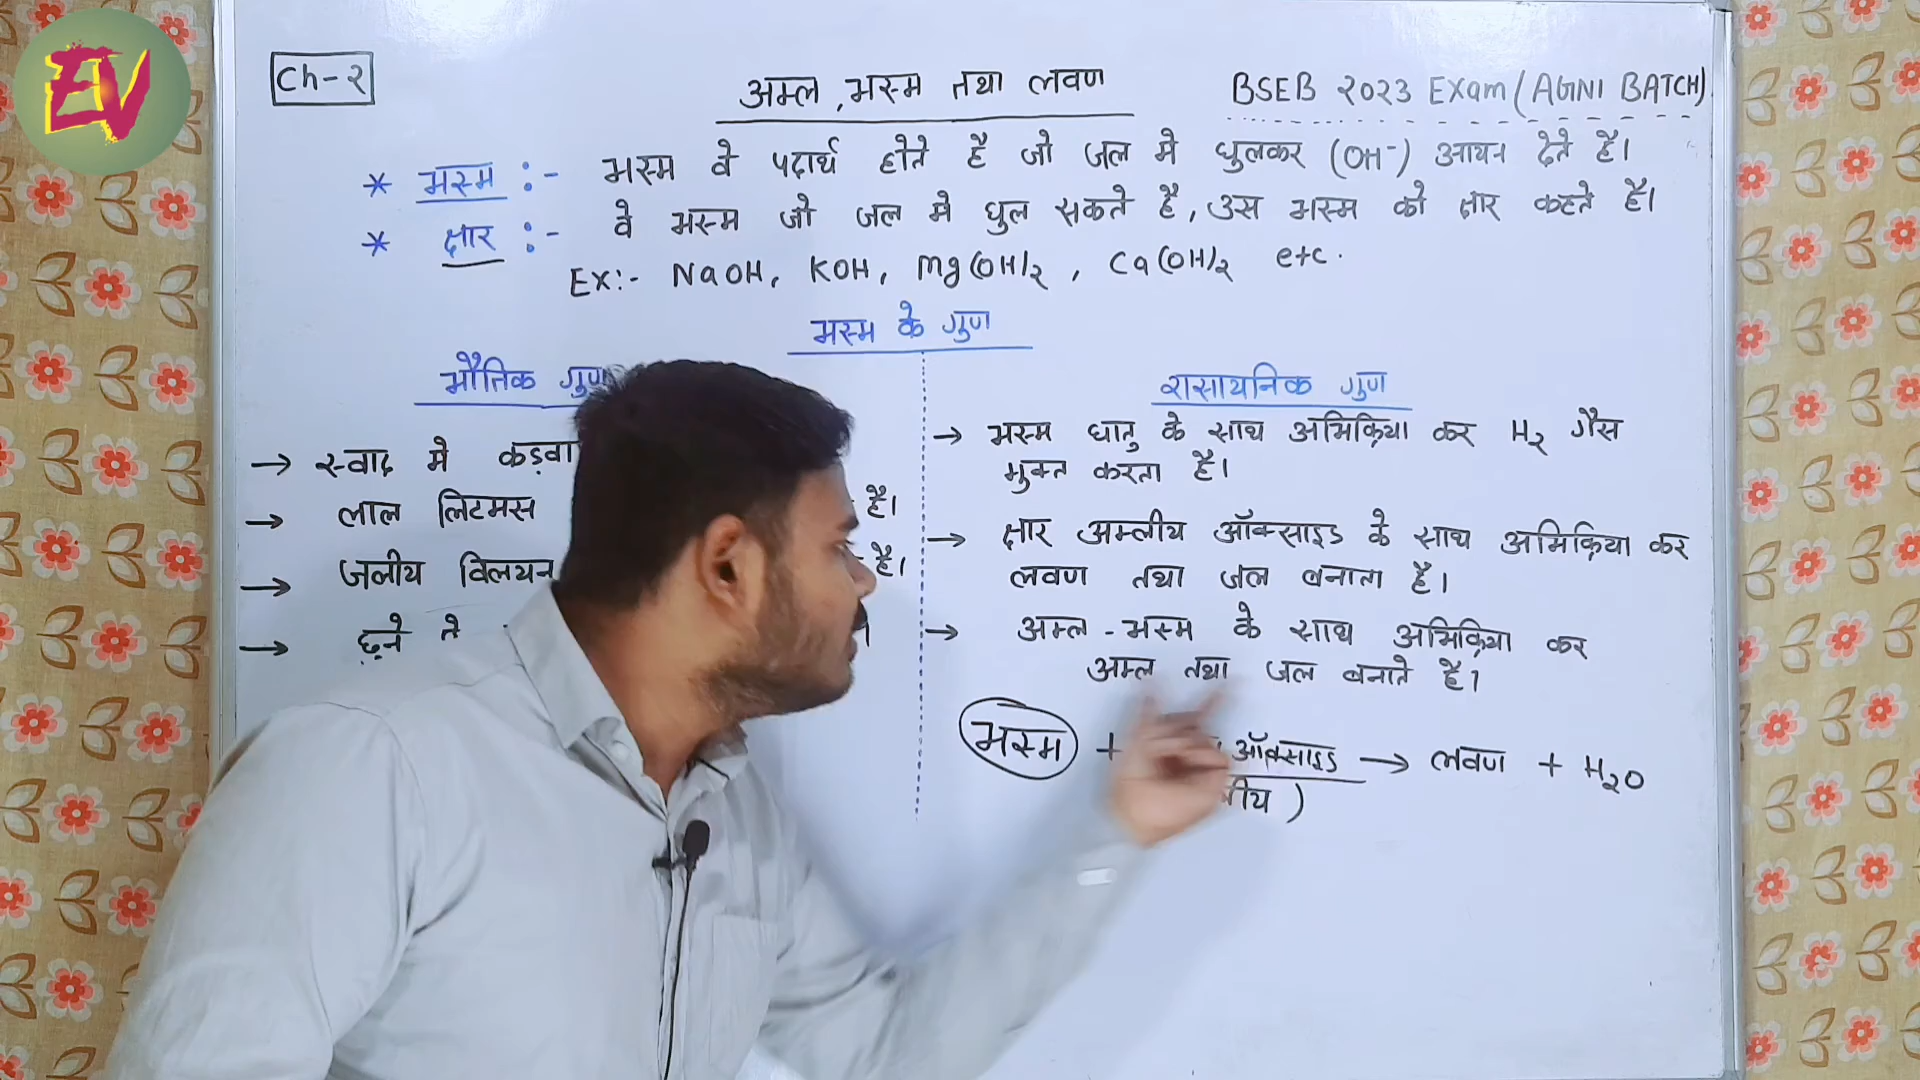 EV
Ch-२
अम्ल, भस्म तथा लवण
BSEB २०२३ Exam (AGNI BATCH)
* भस्म :- भस्म वे पदार्थ होते है जो जल मे धुलकर (OH⁻) आयन देते है।
* क्षार :- वे भस्म जो जल मे धुल सकते है, उस भस्म को क्षार कहते है।
Ex:- NaOH, KOH, Mg(OH)₂, Ca(OH)₂ etc.
भस्म के गुण
भौतिक गुण
→ स्वाद मे कड़वा
→ लाल लिटमस है।
→ जलीय विलयन है।
→ छूने ते
रासायनिक गुण
→ भस्म धातु के साथ अभिक्रिया कर H₂ गैस
मुक्त करता है।
→ क्षार अम्लीय ऑक्साइड के साथ अभिक्रिया कर
लवण तथा जल बनाता है।
→ अम्ल - भस्म के साथ अभिक्रिया कर
अम्ल तथा जल बनाते है।
भस्म + ऑक्साइड → लवण + H₂O